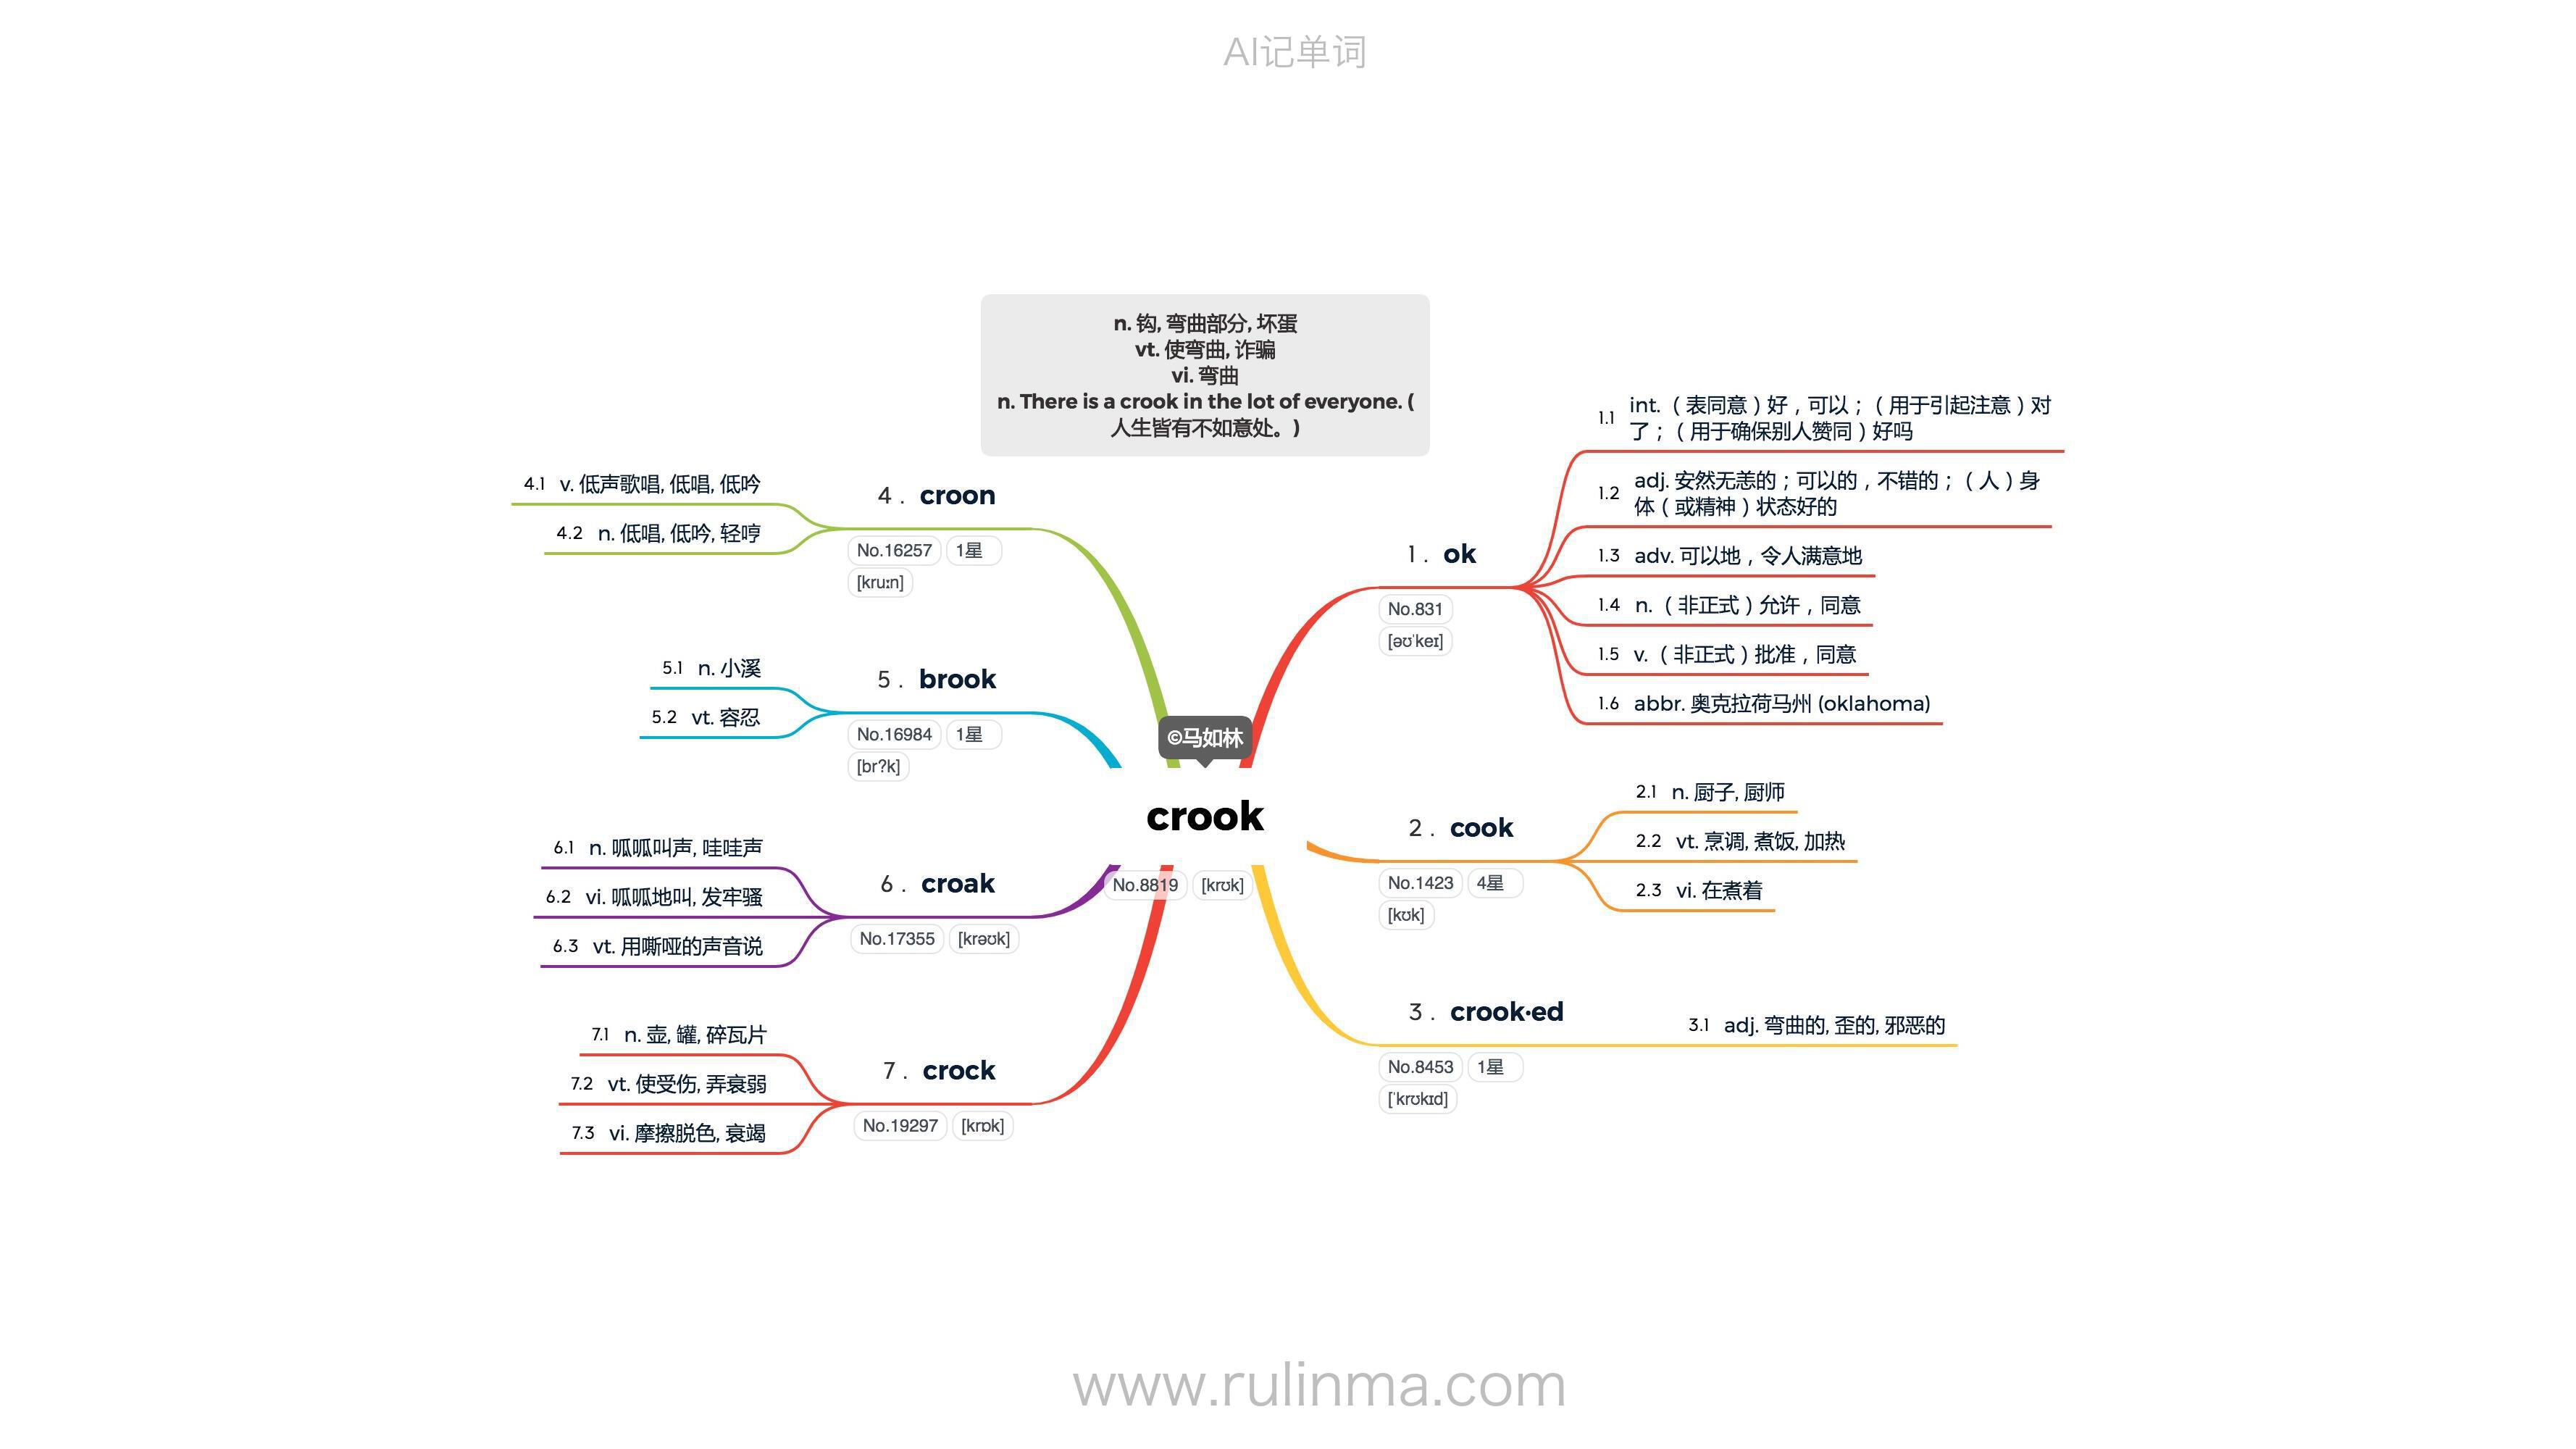 AI记单词
n. 钩, 弯曲部分, 坏蛋
vt. 使弯曲, 诈骗
vi. 弯曲
n. There is a crook in the lot of everyone. (
人生皆有不如意处。)
©马如林
crook
No.8819 [krʊk]
1 . ok
No.831
[əʊˈkeɪ]
1.1 int.（表同意）好，可以；（用于引起注意）对
了；（用于确保别人赞同）好吗
1.2 adj. 安然无恙的；可以的，不错的；（人）身
体（或精神）状态好的
1.3 adv. 可以地，令人满意地
1.4 n.（非正式）允许，同意
1.5 v.（非正式）批准，同意
1.6 abbr. 奥克拉荷马州 (oklahoma)
2 . cook
No.1423 4星
[kʊk]
2.1 n. 厨子, 厨师
2.2 vt. 烹调, 煮饭, 加热
2.3 vi. 在煮着
3 . crook·ed
No.8453 1星
[ˈkrʊkɪd]
3.1 adj. 弯曲的, 歪的, 邪恶的
4 . croon
No.16257 1星
[kruːn]
4.1 v. 低声歌唱, 低唱, 低吟
4.2 n. 低唱, 低吟, 轻哼
5 . brook
No.16984 1星
[br?k]
5.1 n. 小溪
5.2 vt. 容忍
6 . croak
No.17355 [krəʊk]
6.1 n. 呱呱叫声, 哇哇声
6.2 vi. 呱呱地叫, 发牢骚
6.3 vt. 用嘶哑的声音说
7 . crock
No.19297 [krɒk]
7.1 n. 壶, 罐, 碎瓦片
7.2 vt. 使受伤, 弄衰弱
7.3 vi. 摩擦脱色, 衰竭
www.rulinma.com